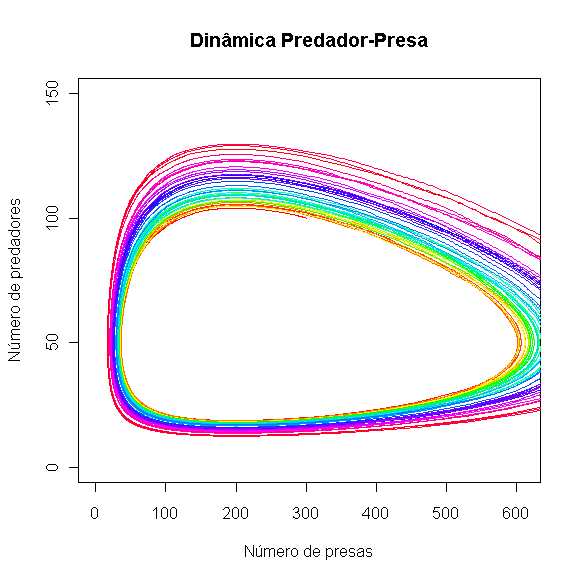 Dinâmica Predador-Presa
Número de predadores
150
100
50
0
0 100 200 300 400 500 600
Número de presas